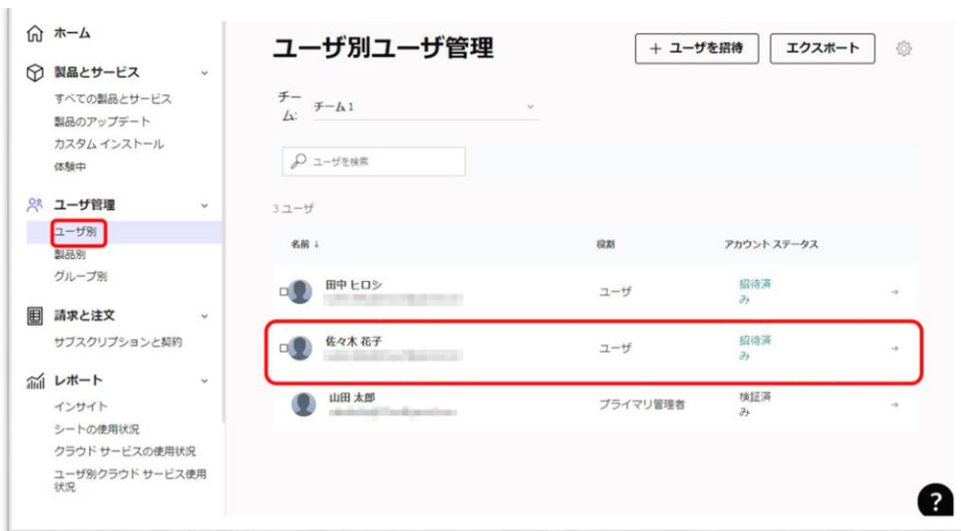 ホーム
製品とサービス
すべての製品とサービス
製品のアップデート
カスタム インストール
体験中
ユーザ管理
ユーザ別
製品別
グループ別
請求と注文
サブスクリプションと契約
レポート
インサイト
シートの使用状況
クラウド サービスの使用状況
ユーザ別クラウド サービス使用
状況
ユーザ別ユーザ管理
+ ユーザを招待
エクスポート
チー
ム:
チーム1
ユーザを検索
3 ユーザ
名前 ↓
役割
アカウント ステータス
田中 ヒロシ
ユーザ
招待済
み
→
佐々木 花子
ユーザ
招待済
み
→
山田 太郎
プライマリ管理者
検証済
み
→
?